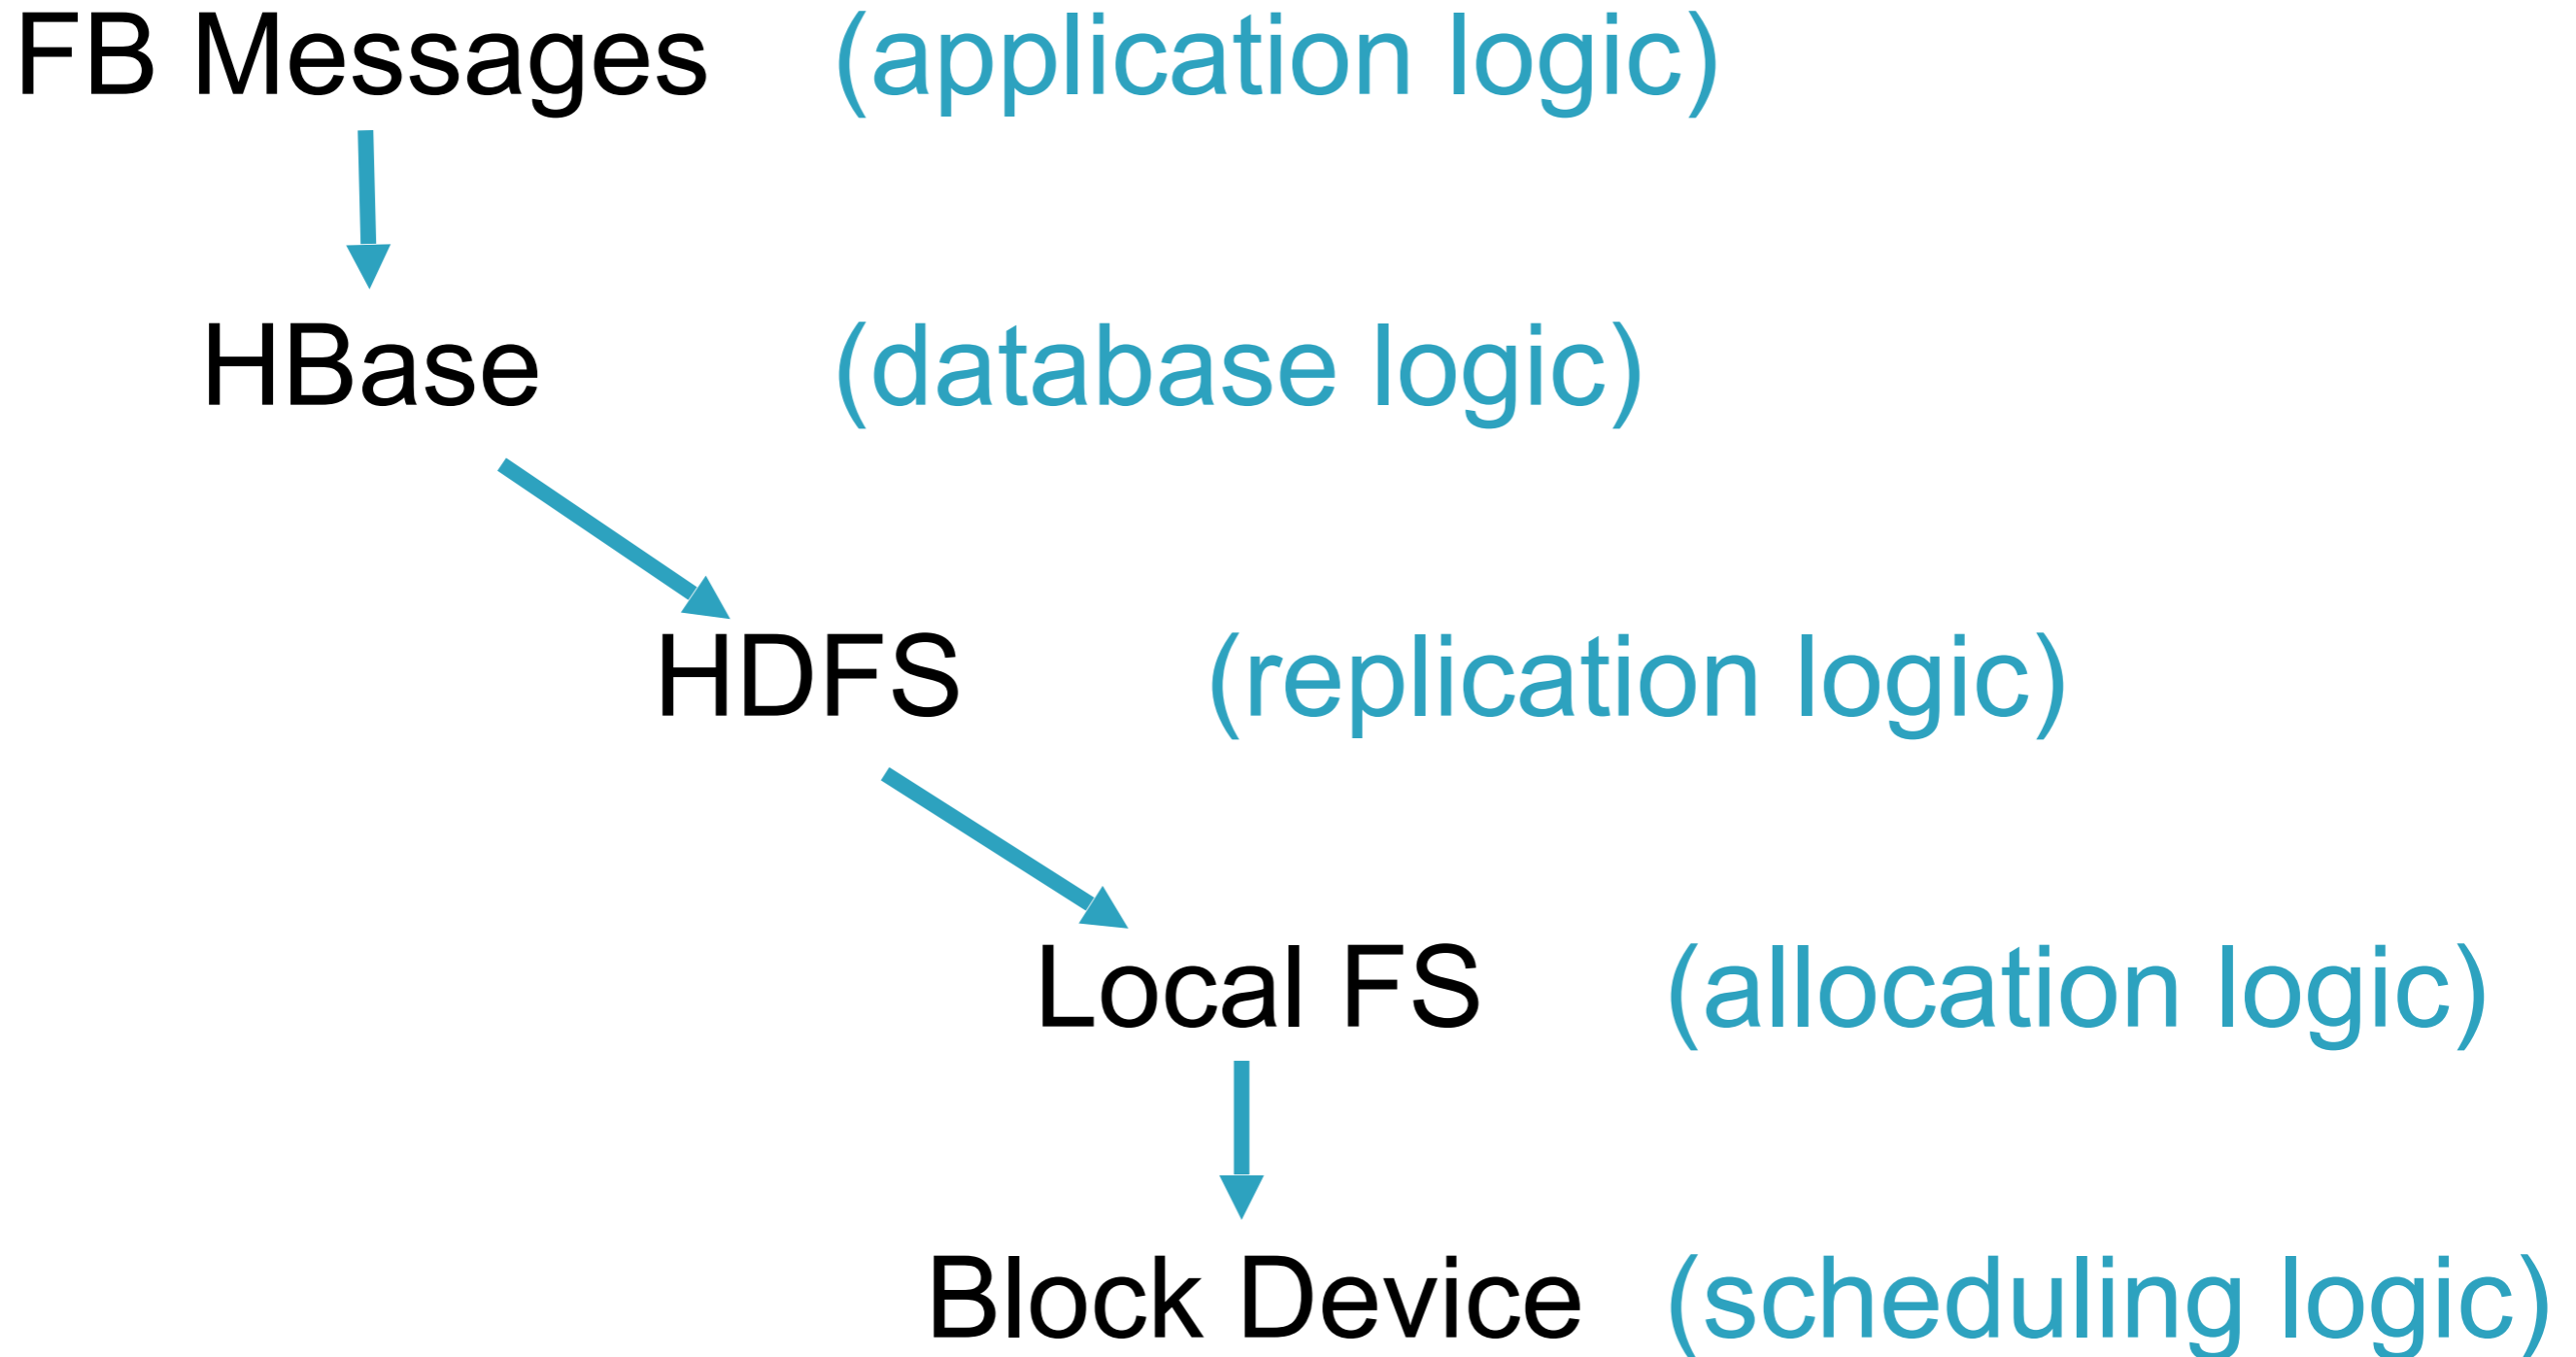 FB Messages (application logic)
HBase (database logic)
HDFS (replication logic)
Local FS (allocation logic)
Block Device (scheduling logic)